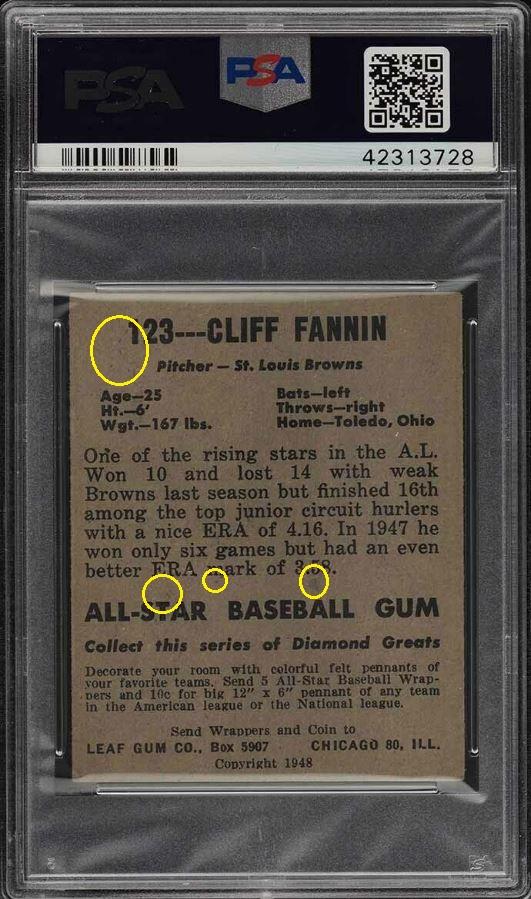 PSA PSA
42313728
123---CLIFF FANNIN
Pitcher — St. Louis Browns
Age—25 Bats—left
Ht.—6' Throws—right
Wgt.—167 lbs. Home—Toledo, Ohio
One of the rising stars in the A.L.
Won 10 and lost 14 with weak
Browns last season but finished 16th
among the top junior circuit hurlers
with a nice ERA of 4.16. In 1947 he
won only six games but had an even
better ERA mark of 3.58.
ALL-STAR BASEBALL GUM
Collect this series of Diamond Greats
Decorate your room with colorful felt pennants of
your favorite teams. Send 5 All-Star Baseball Wrap-
pers and 10c for big 12" x 6" pennant of any team
in the American league or the National league.
Send Wrappers and Coin to
LEAF GUM CO., Box 5907 CHICAGO 80, ILL.
Copyright 1948